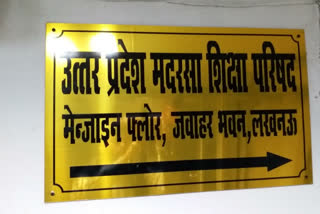 उत्तर प्रदेश मदरसा शिक्षा परिषद
मेन्जाइन फ्लोर, जवाहर भवन,लखनऊ